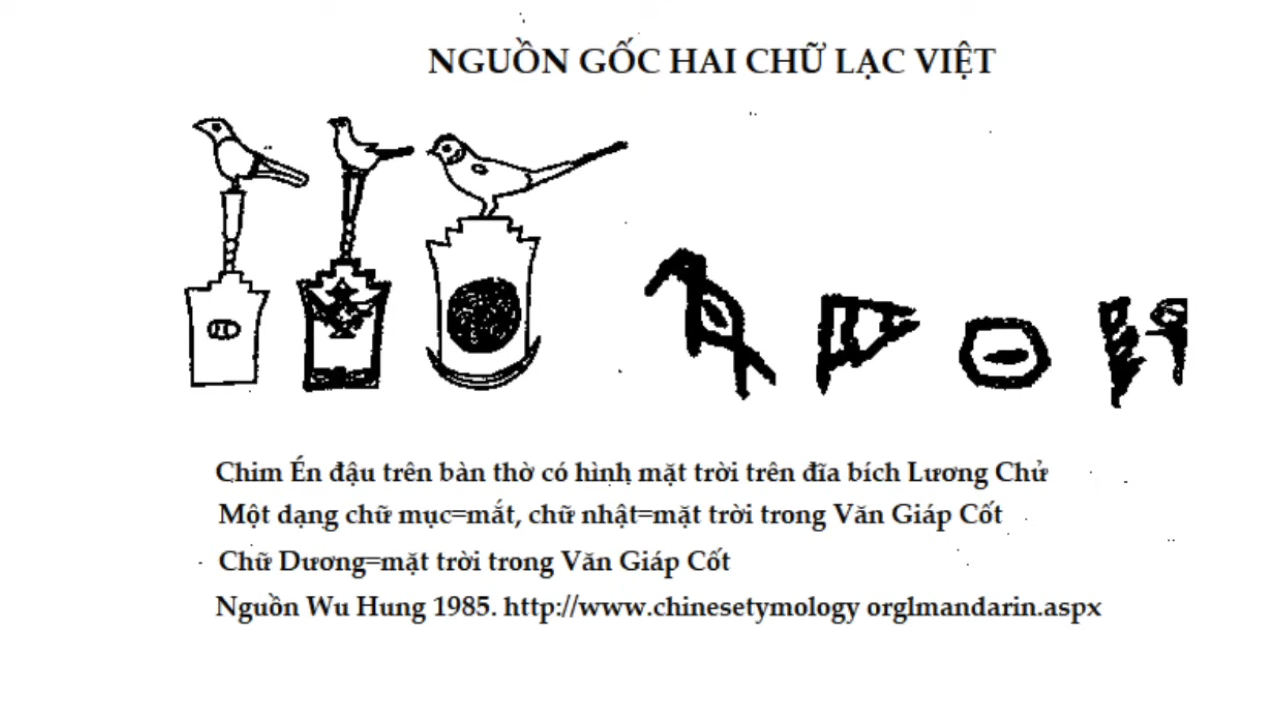 NGUỒN GỐC HAI CHỮ LẠC VIỆT
Chim Én đậu trên bàn thờ có hình mặt trời trên đĩa bích Lương Chử
Một dạng chữ mục=mắt, chữ nhật=mặt trời trong Văn Giáp Cốt
Chữ Dương=mặt trời trong Văn Giáp Cốt
Nguồn Wu Hung 1985. http://www.chinesetymology orglmandarin.aspx